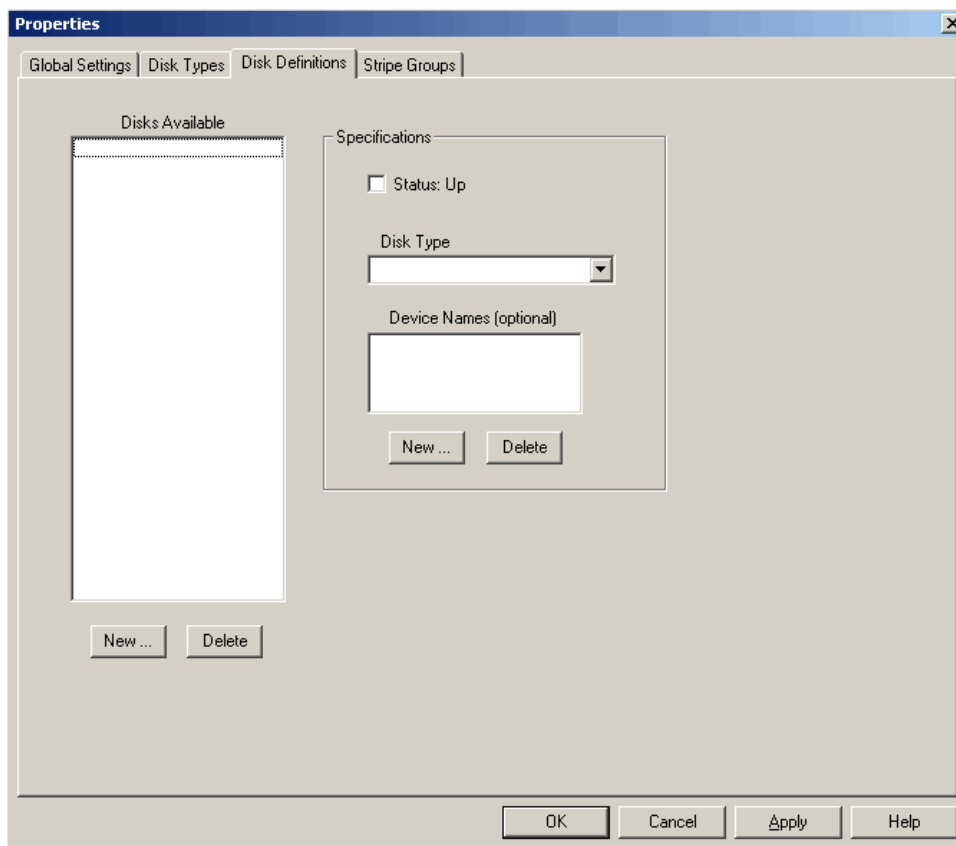 Properties
Global Settings Disk Types Disk Definitions Stripe Groups
Disks Available
Specifications
Status: Up
Disk Type
Device Names (optional)
New ... Delete
New ... Delete
OK Cancel Apply Help